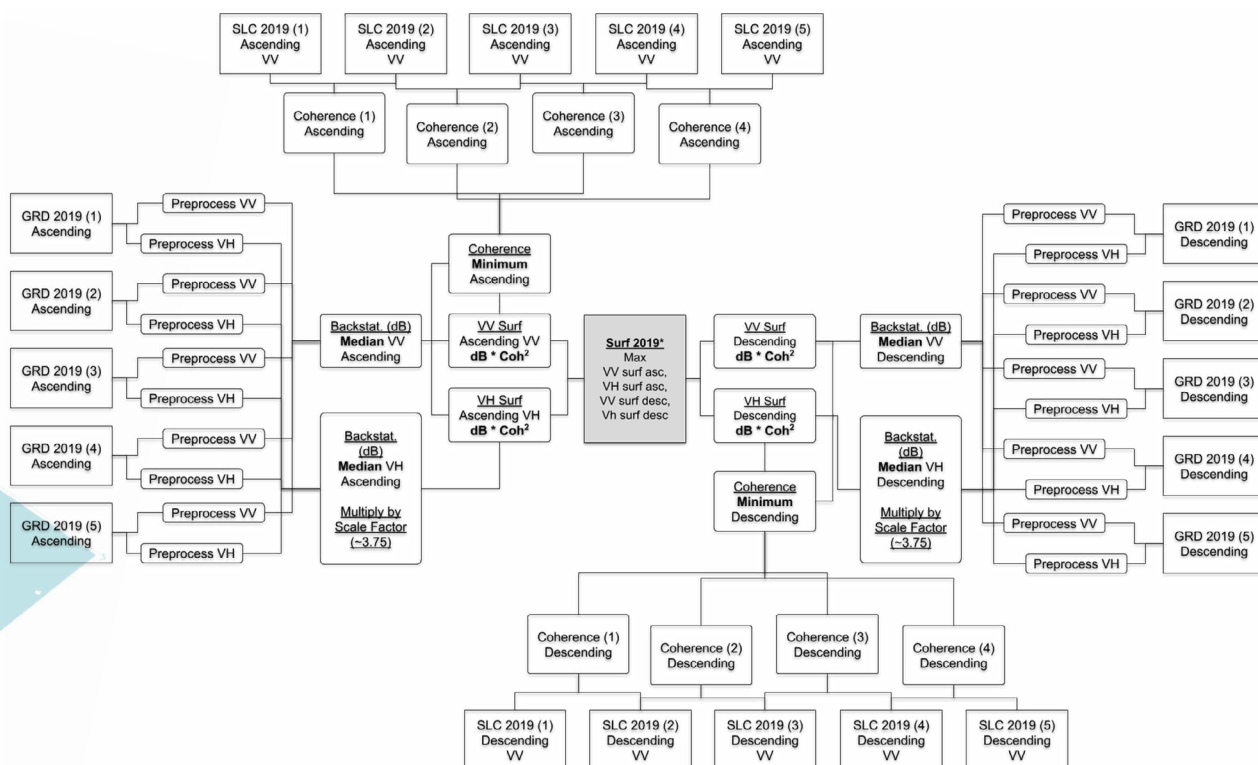 SLC 2019 (1)
Ascending
VV
SLC 2019 (2)
Ascending
VV
SLC 2019 (3)
Ascending
VV
SLC 2019 (4)
Ascending
VV
SLC 2019 (5)
Ascending
VV
Coherence (1)
Ascending
Coherence (2)
Ascending
Coherence (3)
Ascending
Coherence (4)
Ascending
GRD 2019 (1)
Ascending
Preprocess VV
Preprocess VH
GRD 2019 (2)
Ascending
Preprocess VV
Preprocess VH
GRD 2019 (3)
Ascending
Preprocess VV
Preprocess VH
GRD 2019 (4)
Ascending
Preprocess VV
Preprocess VH
GRD 2019 (5)
Ascending
Preprocess VV
Preprocess VH
Backstat. (dB)
Median VV
Ascending
Backstat.
(dB)
Median VH
Ascending
Multiply by
Scale Factor
(~3.75)
Coherence
Minimum
Ascending
VV Surf
Ascending VV
dB * Coh²
VH Surf
Ascending VH
dB * Coh²
Surf 2019*
Max
VV surf asc,
VH surf asc,
VV surf desc,
Vh surf desc
VV Surf
Descending
dB * Coh²
VH Surf
Descending
dB * Coh²
Coherence
Minimum
Descending
Backstat. (dB)
Median VV
Descending
Backstat.
(dB)
Median VH
Descending
Multiply by
Scale Factor
(~3.75)
Preprocess VV
Preprocess VH
GRD 2019 (1)
Descending
Preprocess VV
Preprocess VH
GRD 2019 (2)
Descending
Preprocess VV
Preprocess VH
GRD 2019 (3)
Descending
Preprocess VV
Preprocess VH
GRD 2019 (4)
Descending
Preprocess VV
Preprocess VH
GRD 2019 (5)
Descending
Coherence (1)
Descending
Coherence (2)
Descending
Coherence (3)
Descending
Coherence (4)
Descending
SLC 2019 (1)
Descending
VV
SLC 2019 (2)
Descending
VV
SLC 2019 (3)
Descending
VV
SLC 2019 (4)
Descending
VV
SLC 2019 (5)
Descending
VV